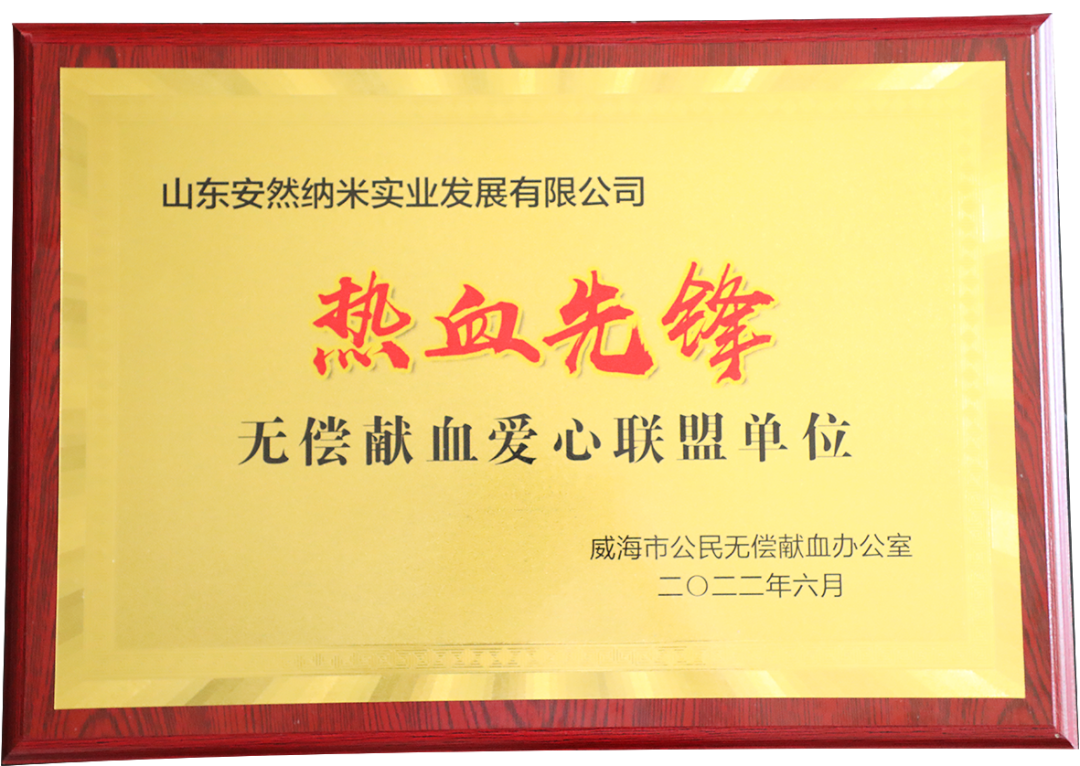 山东安然纳米实业发展有限公司
热血先锋
无偿献血爱心联盟单位
威海市公民无偿献血办公室
二〇二二年六月